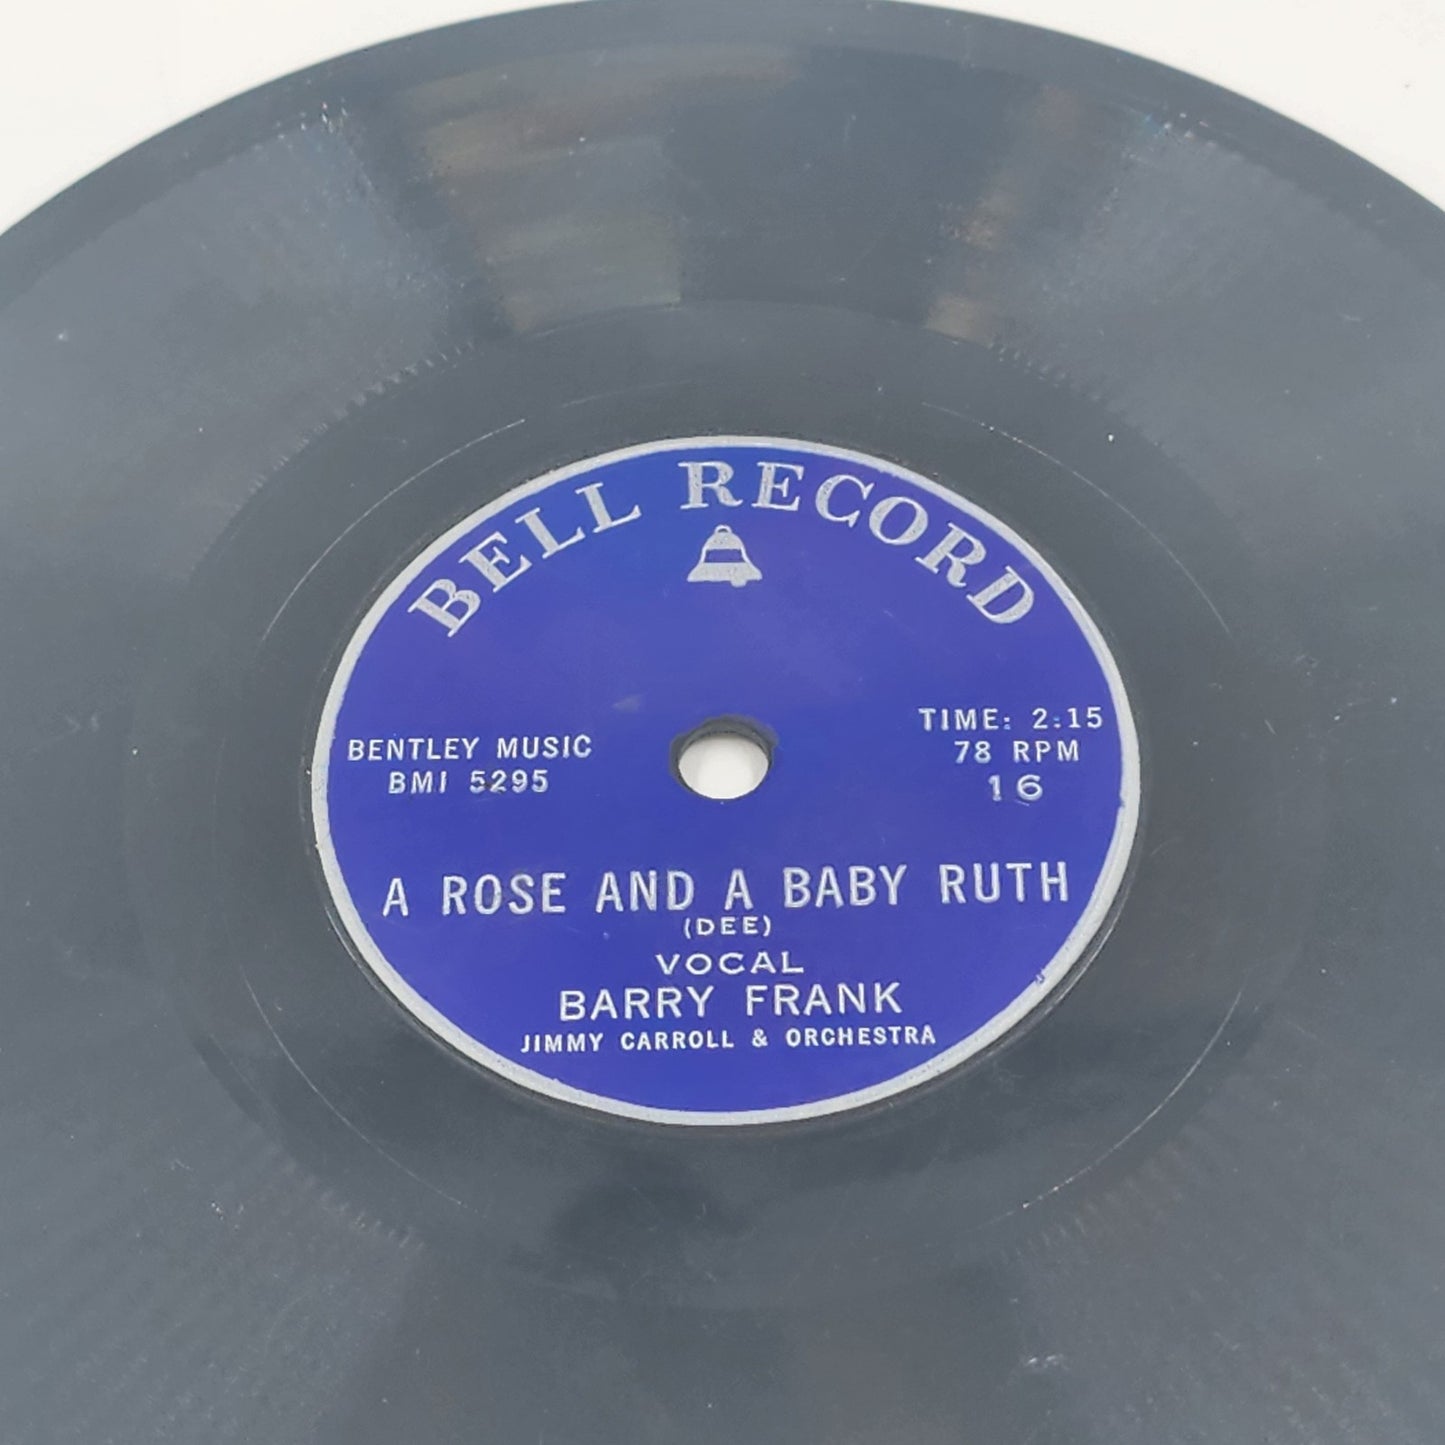 BELL RECORD
BENTLEY MUSIC
BMI 5295
TIME: 2:15
78 RPM
16
A ROSE AND A BABY RUTH
(DEE)
VOCAL
BARRY FRANK
JIMMY CARROLL & ORCHESTRA